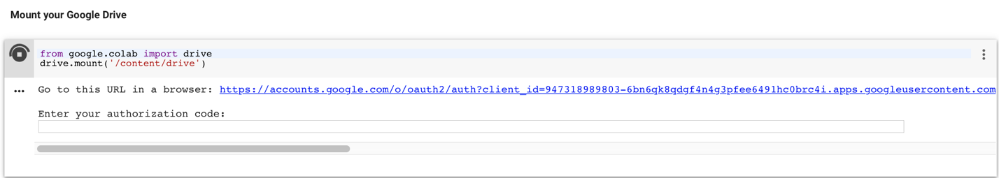 Mount your Google Drive
from google.colab import drive
drive.mount('/content/drive')
Go to this URL in a browser: https://accounts.google.com/o/oauth2/auth?client_id=947318989803-6bn6qk8qdgf4n4g3pfee6491hc0brc4i.apps.googleusercontent.com
Enter your authorization code: